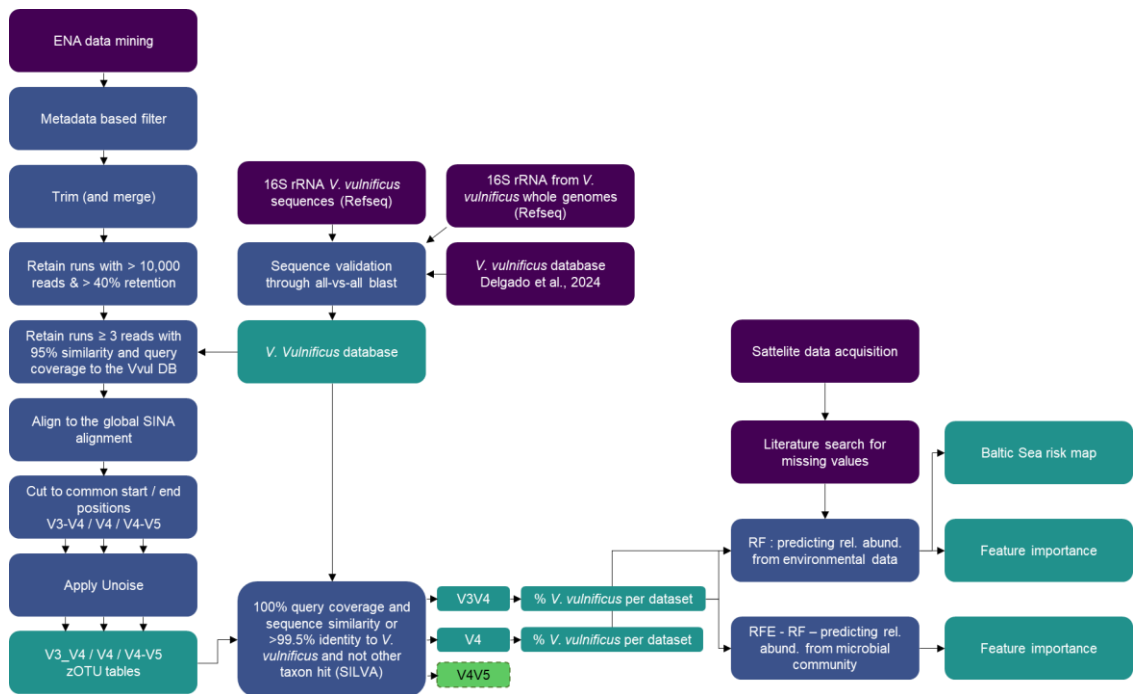 ENA data mining
Metadata based filter
Trim (and merge)
Retain runs with > 10,000
reads & > 40% retention
Retain runs ≥ 3 reads with
95% similarity and query
coverage to the Vvul DB
Align to the global SINA
alignment
Cut to common start / end
positions
V3-V4 / V4 / V4-V5
Apply Unoise
V3_V4 / V4 / V4-V5
zOTU tables
16S rRNA V. vulnificus
sequences (Refseq)
16S rRNA from V.
vulnificus whole genomes
(Refseq)
Sequence validation
through all-vs-all blast
V. vulnificus database
Delgado et al., 2024
V. Vulnificus database
100% query coverage and
sequence similarity or
>99.5% identity to V.
vulnificus and not other
taxon hit (SILVA)
V3V4
% V. vulnificus per dataset
V4
% V. vulnificus per dataset
V4V5
Sattelite data acquisition
Literature search for
missing values
RF : predicting rel. abund.
from environmental data
RFE - RF – predicting rel.
abund. from microbial
community
Baltic Sea risk map
Feature importance
Feature importance